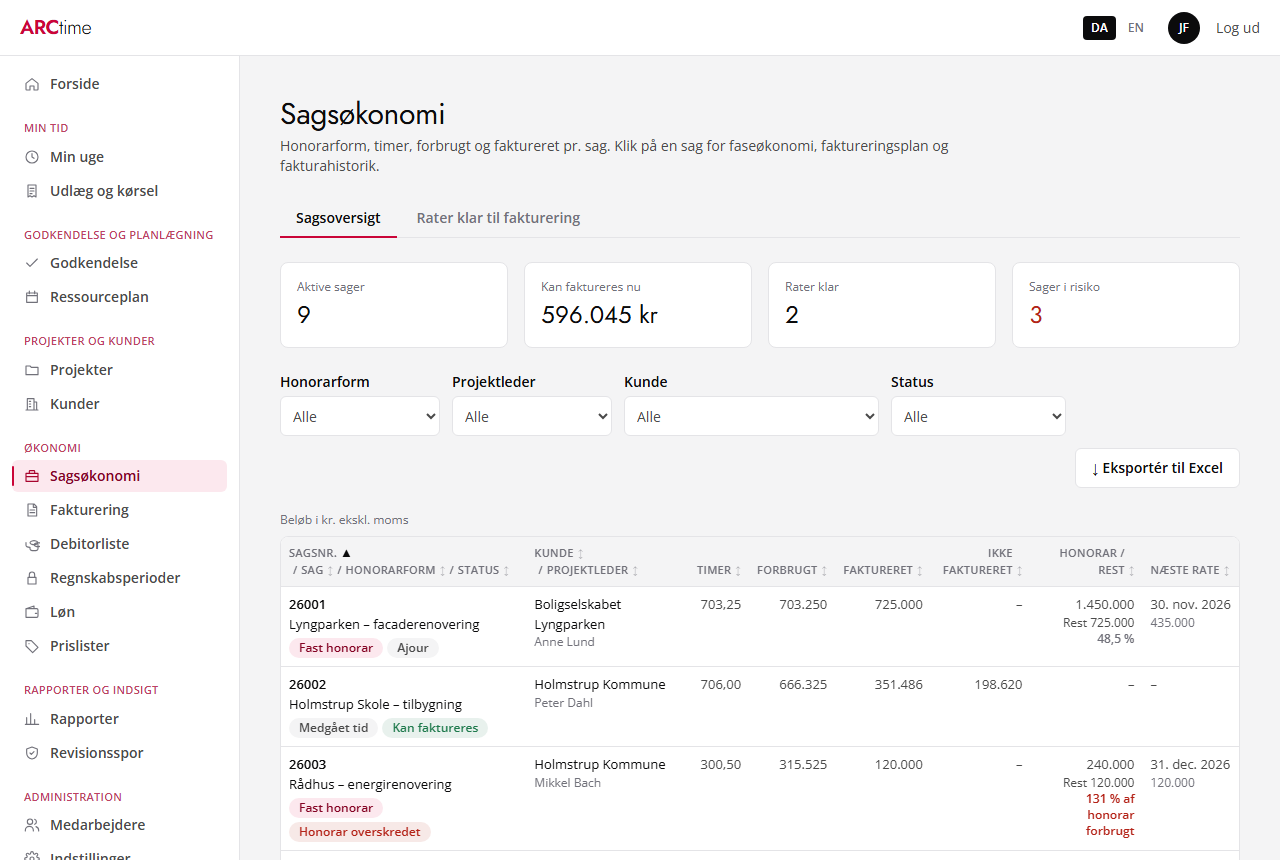 ARCtime
DA EN JF Log ud
Forside
MIN TID
Min uge
Udlæg og kørsel
GODKENDELSE OG PLANLÆGNING
Godkendelse
Ressourceplan
PROJEKTER OG KUNDER
Projekter
Kunder
ØKONOMI
Sagsøkonomi
Fakturering
Debitorliste
Regnskabsperioder
Løn
Prislister
RAPPORTER OG INDSIGT
Rapporter
Revisionsspor
ADMINISTRATION
Medarbejdere
Indstillinger
Sagsøkonomi
Honorarform, timer, forbrugt og faktureret pr. sag. Klik på en sag for faseøkonomi, faktureringsplan og
fakturahistorik.
Sagsoversigt Rater klar til fakturering
Aktive sager
9
Kan faktureres nu
596.045 kr
Rater klar
2
Sager i risiko
3
Honorarform Projektleder Kunde Status
Alle Alle Alle Alle
↓ Eksportér til Excel
Beløb i kr. ekskl. moms
SAGSNR. ▲ KUNDE ↕ IKKE HONORAR /
/ SAG ↕ / HONORARFORM ↕ / STATUS ↕ / PROJEKTLEDER ↕ TIMER ↕ FORBRUGT ↕ FAKTURERET ↕ FAKTURERET ↕ REST ↕ NÆSTE RATE ↕
26001 Boligselskabet 703,25 703.250 725.000 – 1.450.000 30. nov. 2026
Lyngparken – facaderenovering Lyngparken Rest 725.000 435.000
Fast honorar Ajour Anne Lund 48,5 %
26002 Holmstrup Kommune 706,00 666.325 351.486 198.620 – –
Holmstrup Skole – tilbygning Peter Dahl
Medgået tid Kan faktureres
26003 Holmstrup Kommune 300,50 315.525 120.000 – 240.000 31. dec. 2026
Rådhus – energirenovering Mikkel Bach Rest 120.000 120.000
Fast honorar 131 % af
honorar
Honorar overskredet forbrugt